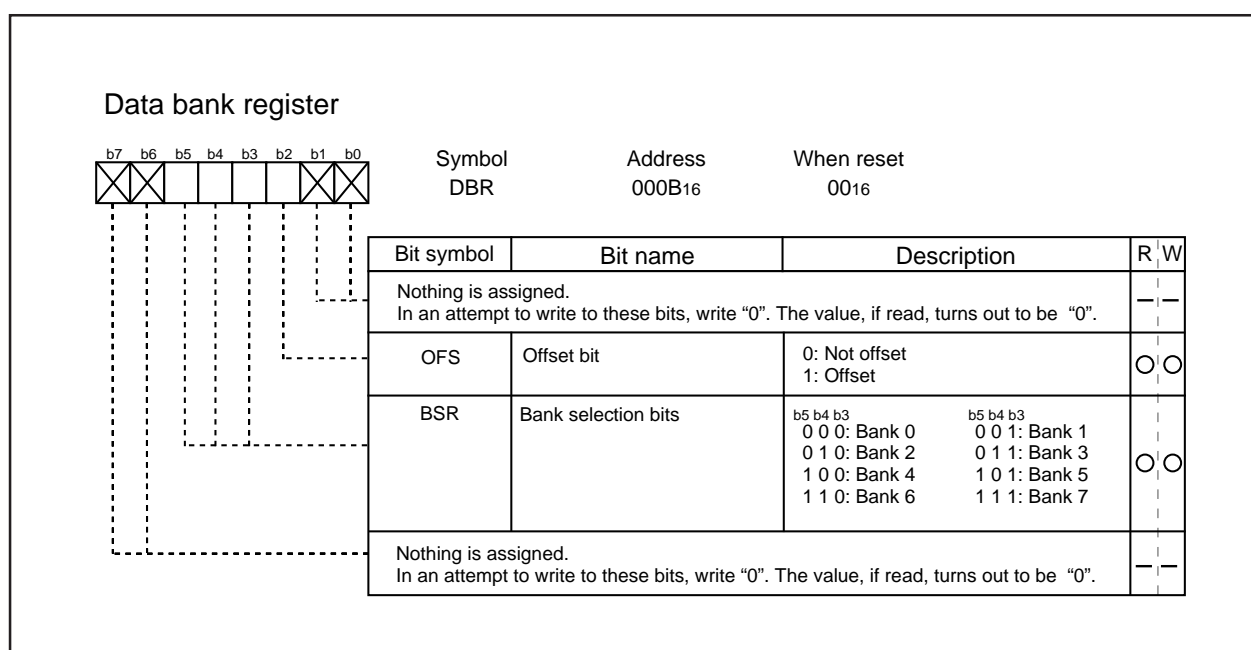 Data bank register
b7 b6 b5 b4 b3 b2 b1 b0
Symbol Address When reset
DBR 000B16 0016
Bit symbol Bit name Description R W
Nothing is assigned.
In an attempt to write to these bits, write “0”. The value, if read, turns out to be “0”.
OFS Offset bit 0: Not offset
1: Offset
BSR Bank selection bits b5 b4 b3 b5 b4 b3
0 0 0: Bank 0 0 0 1: Bank 1
0 1 0: Bank 2 0 1 1: Bank 3
1 0 0: Bank 4 1 0 1: Bank 5
1 1 0: Bank 6 1 1 1: Bank 7
Nothing is assigned.
In an attempt to write to these bits, write “0”. The value, if read, turns out to be “0”.